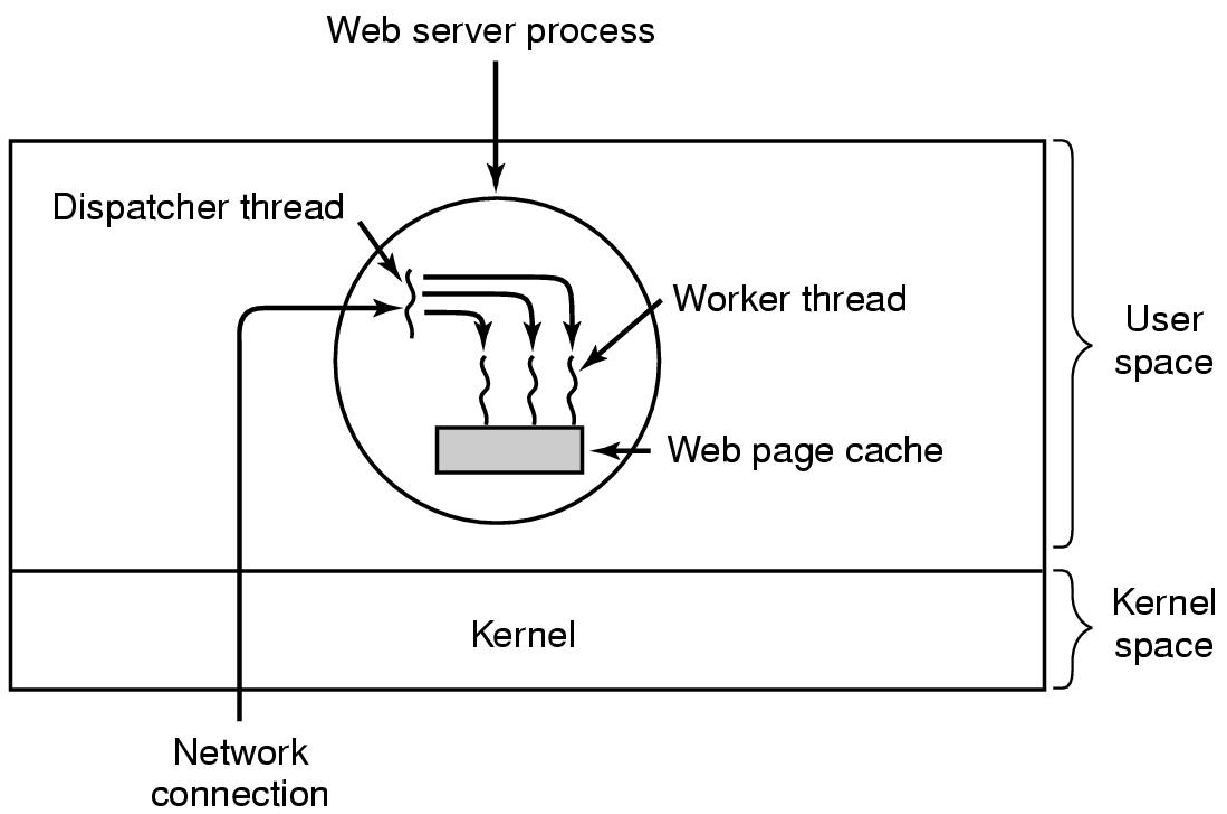 Web server process
Dispatcher thread
Worker thread
User
space
Web page cache
Kernel
Kernel
space
Network
connection